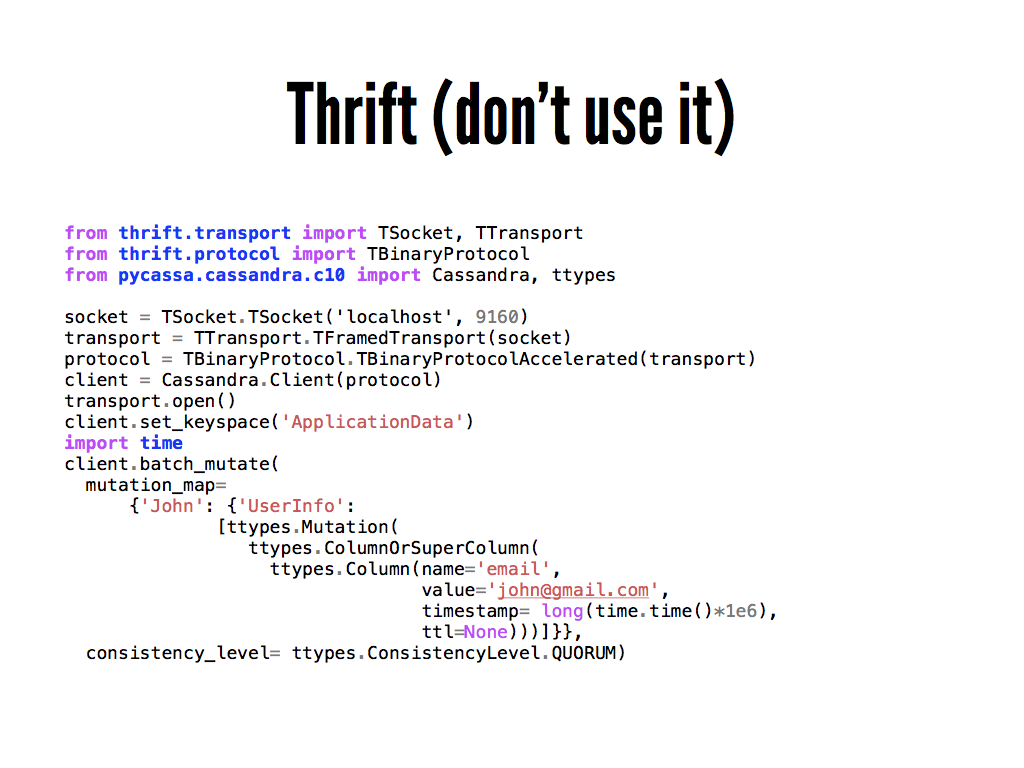 Thrift (don’t use it)
from thrift.transport import TSocket, TTransport
from thrift.protocol import TBinaryProtocol
from pycassa.cassandra.c10 import Cassandra, ttypes
socket = TSocket.TSocket('localhost', 9160)
transport = TTransport.TFramedTransport(socket)
protocol = TBinaryProtocol.TBinaryProtocolAccelerated(transport)
client = Cassandra.Client(protocol)
transport.open()
client.set_keyspace('ApplicationData')
import time
client.batch_mutate(
  mutation_map=
      {'John': {'UserInfo':
              [ttypes.Mutation(
                 ttypes.ColumnOrSuperColumn(
                   ttypes.Column(name='email',
                                 value='john@gmail.com',
                                 timestamp= long(time.time()*1e6),
                                 ttl=None)))]}},
  consistency_level= ttypes.ConsistencyLevel.QUORUM)